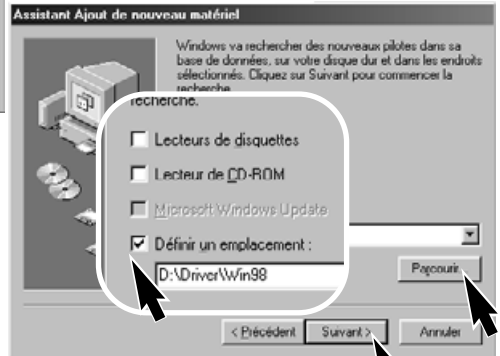 Assistant Ajout de nouveau matériel
Windows va rechercher des nouveaux pilotes dans sa
base de données, sur votre disque dur et dans les endroits
sélectionnés. Cliquez sur Suivant pour commencer la
recherche.
recherche.
Lecteurs de disquettes
Lecteur de CD-ROM
Microsoft Windows Update
Définir un emplacement :
D:\Driver\Win98
Parcourir...
< Précédent
Suivant >
Annuler